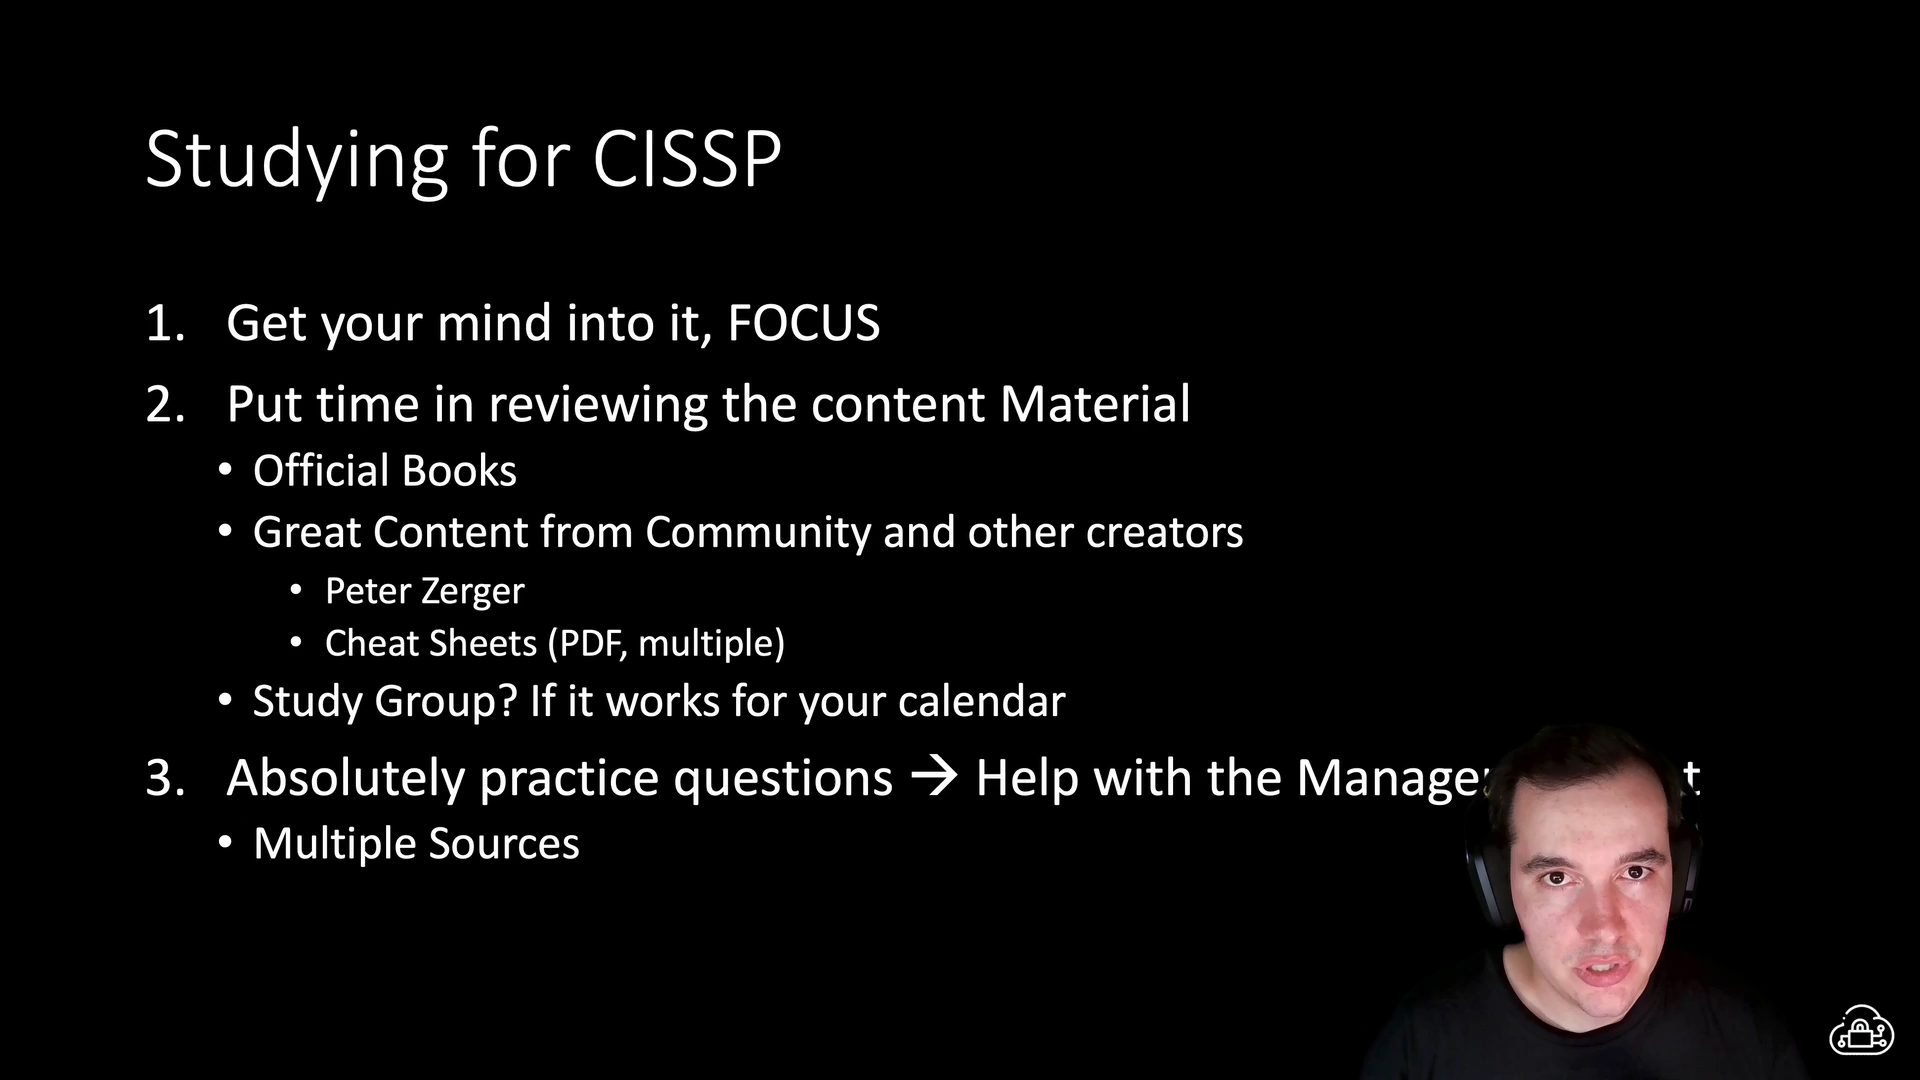 Studying for CISSP
1. Get your mind into it, FOCUS
2. Put time in reviewing the content Material
• Official Books
• Great Content from Community and other creators
• Peter Zerger
• Cheat Sheets (PDF, multiple)
• Study Group? If it works for your calendar
3. Absolutely practice questions → Help with the
• Multiple Sources